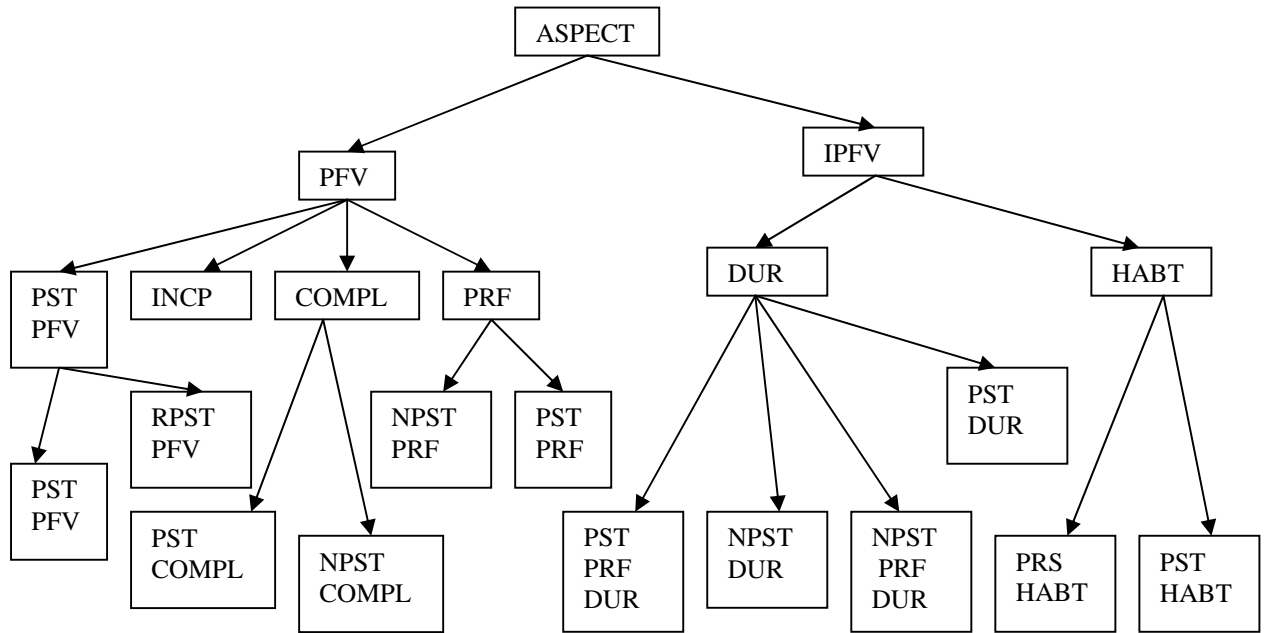 ASPECT
IPFV
PFV
DUR
HABT
PST
PFV
INCP
COMPL
PRF
PST
DUR
RPST
PFV
NPST
PRF
PST
PRF
PST
PFV
PST
COMPL
NPST
COMPL
PST
PRF
DUR
NPST
DUR
NPST
PRF
DUR
PRS
HABT
PST
HABT